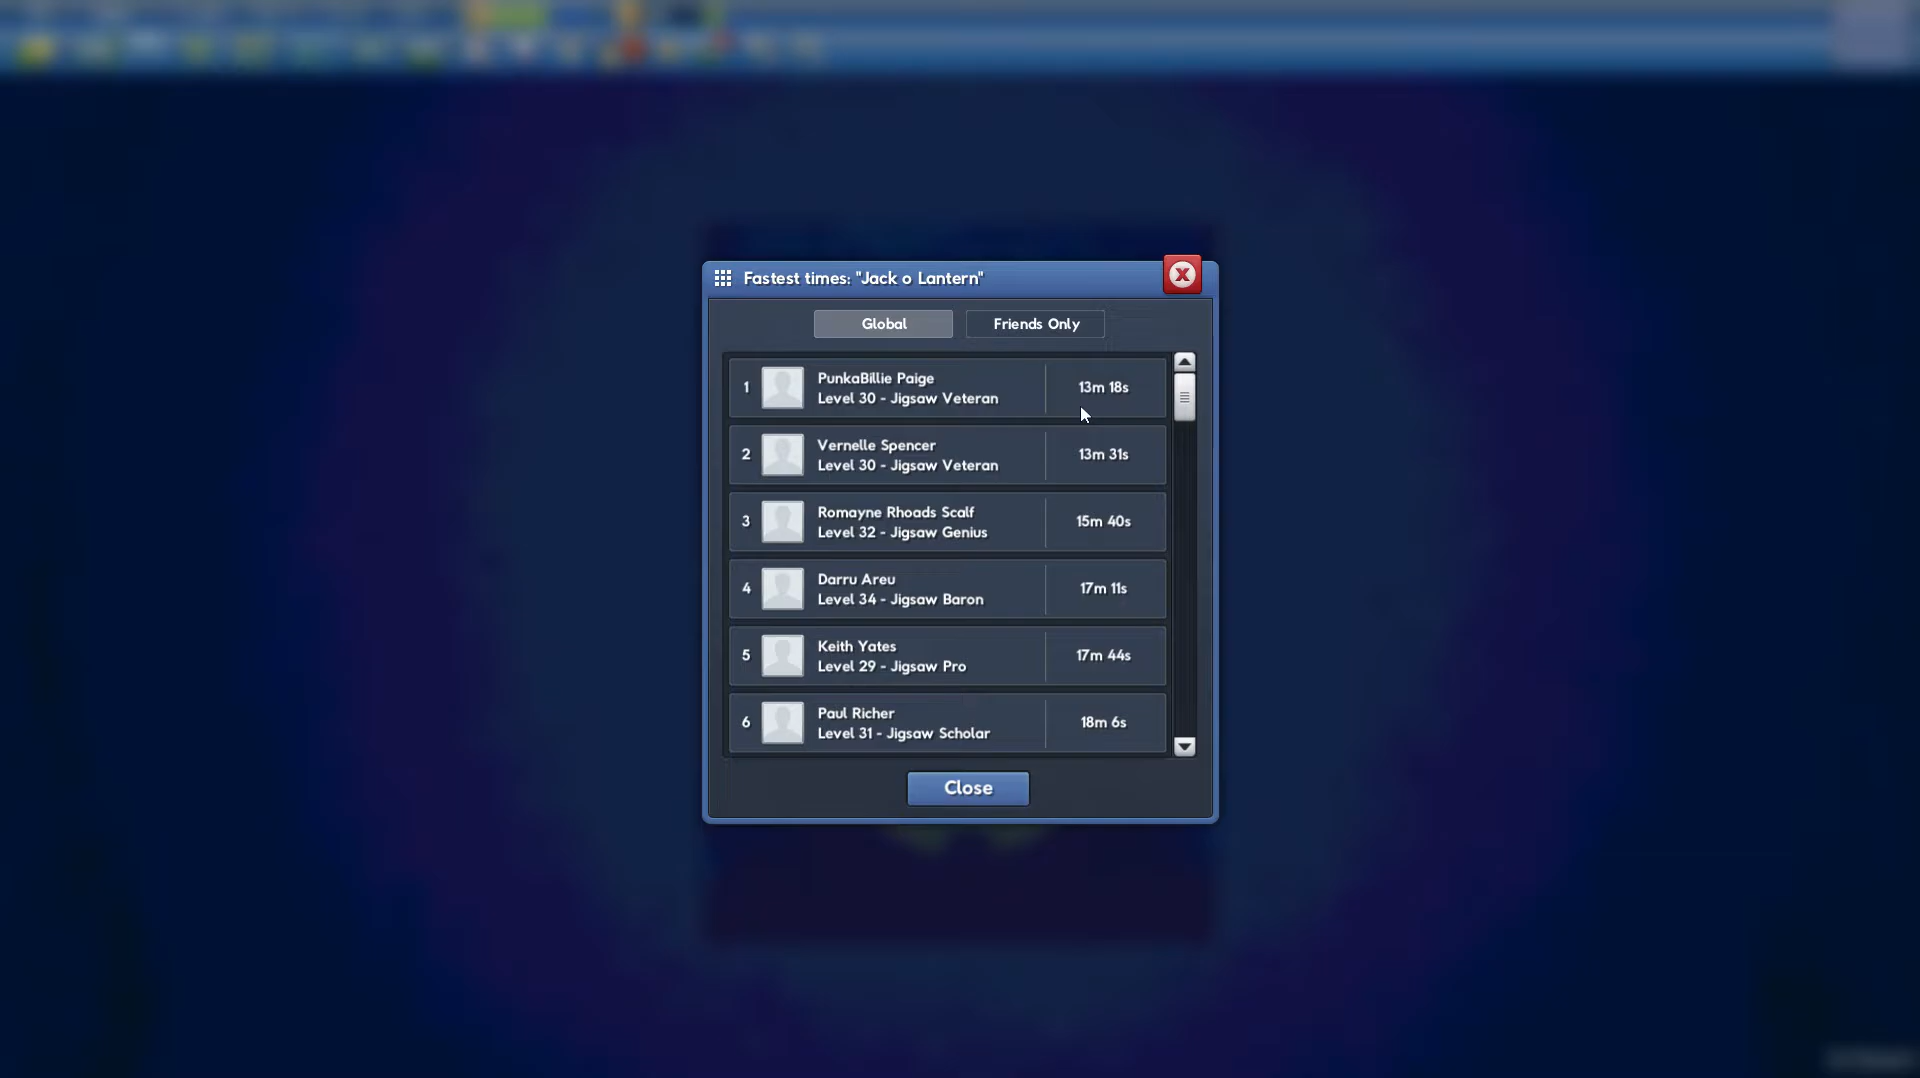 Fastest times: "Jack o Lantern"
Global
Friends Only
1
PunkaBillie Paige
Level 30 - Jigsaw Veteran
13m 18s
2
Vernelle Spencer
Level 30 - Jigsaw Veteran
13m 31s
3
Romayne Rhoads Scalf
Level 32 - Jigsaw Genius
15m 40s
4
Darru Areu
Level 34 - Jigsaw Baron
17m 11s
5
Keith Yates
Level 29 - Jigsaw Pro
17m 44s
6
Paul Richer
Level 31 - Jigsaw Scholar
18m 6s
Close